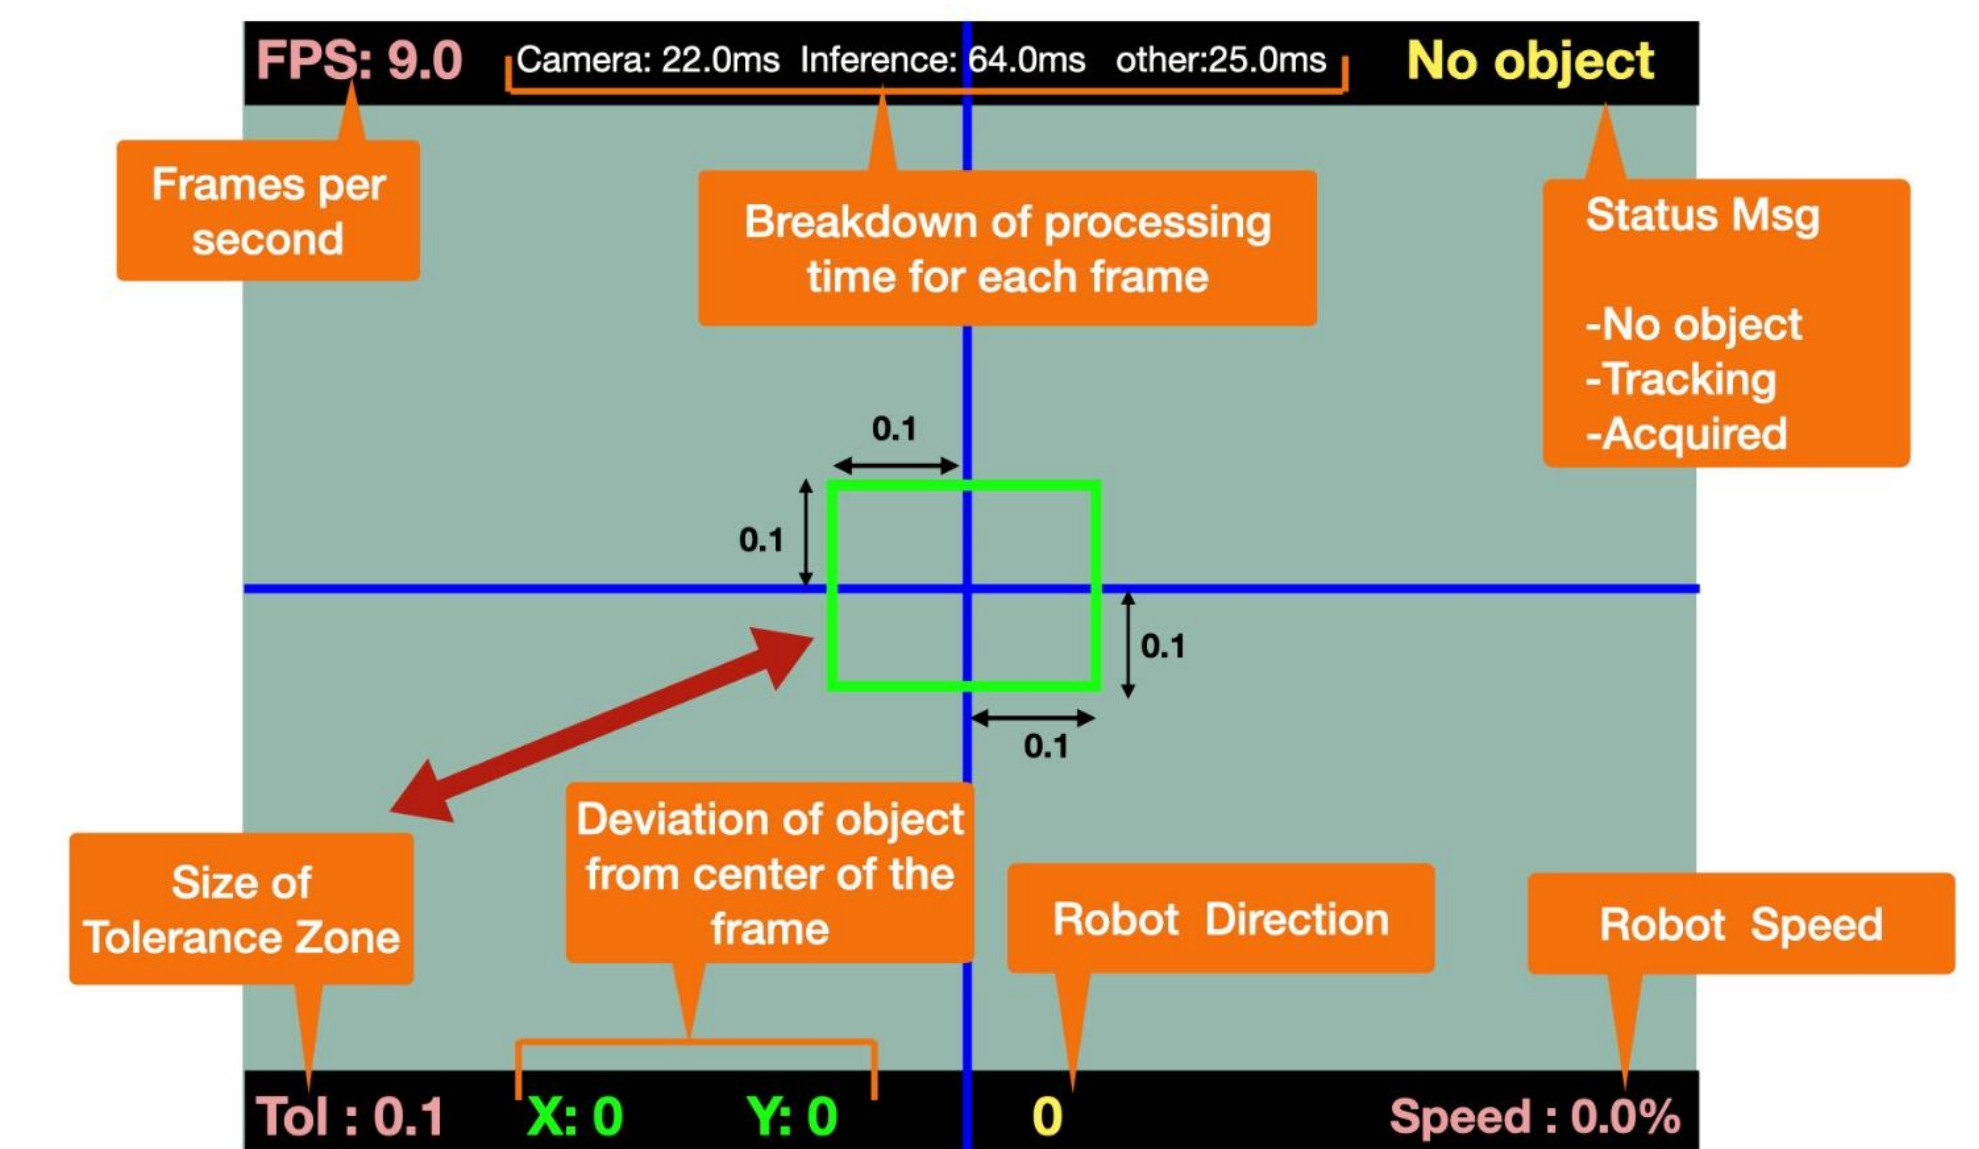 FPS: 9.0
Camera: 22.0ms Inference: 64.0ms other:25.0ms
No object
Frames per
second
Breakdown of processing
time for each frame
Status Msg
-No object
-Tracking
-Acquired
0.1
0.1
0.1
0.1
Size of
Tolerance Zone
Deviation of object
from center of the
frame
Robot Direction
Robot Speed
Tol : 0.1
X: 0
Y: 0
0
Speed : 0.0%